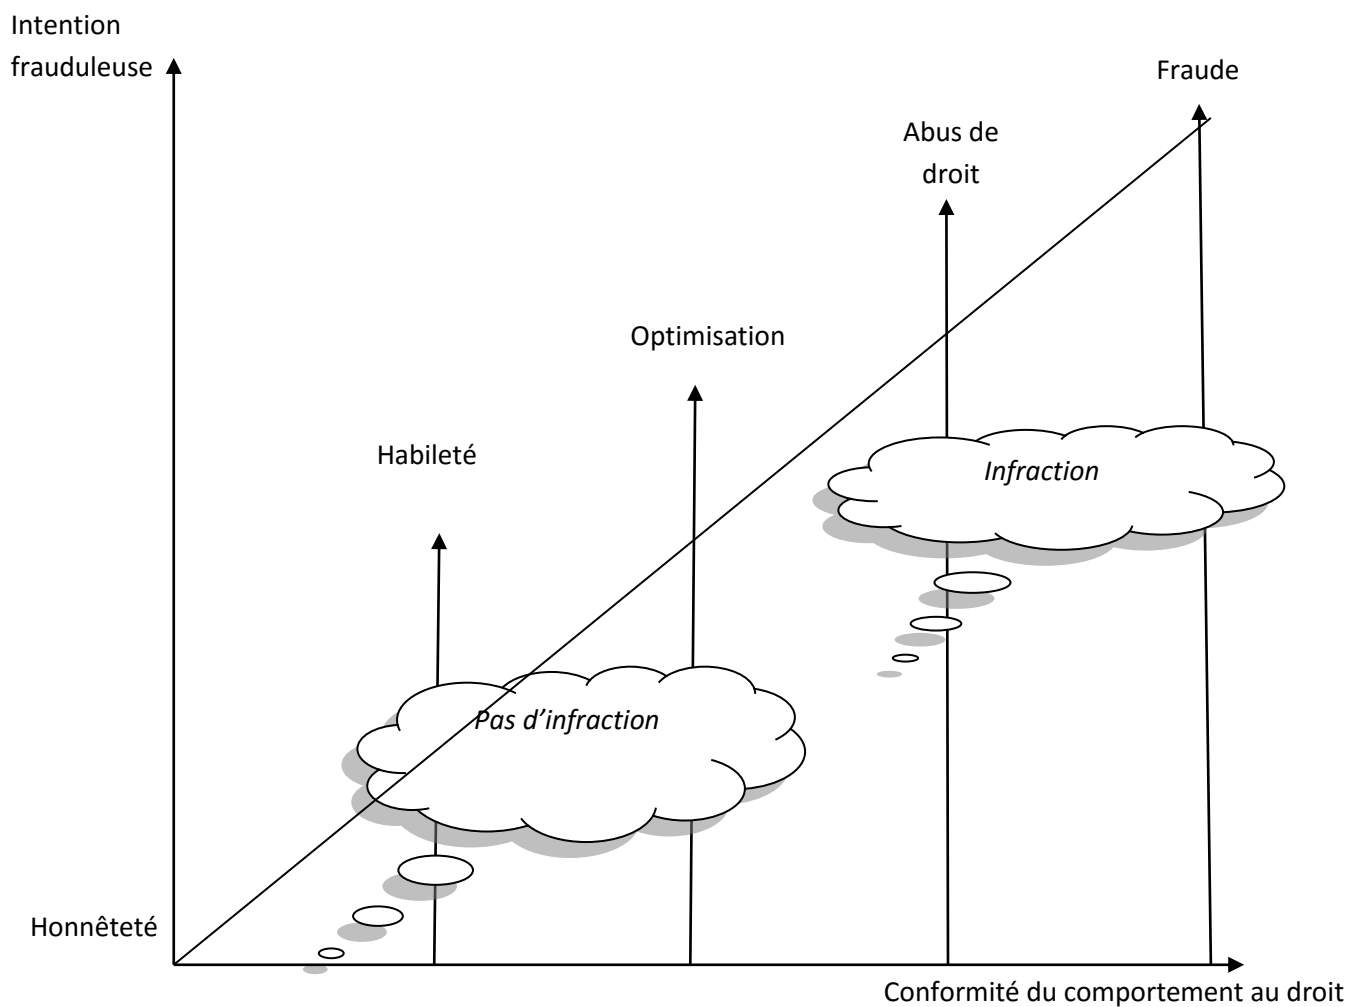 Intention
frauduleuse
Fraude
Abus de
droit
Optimisation
Habileté
Infraction
Pas d’infraction
Honnêteté
Conformité du comportement au droit